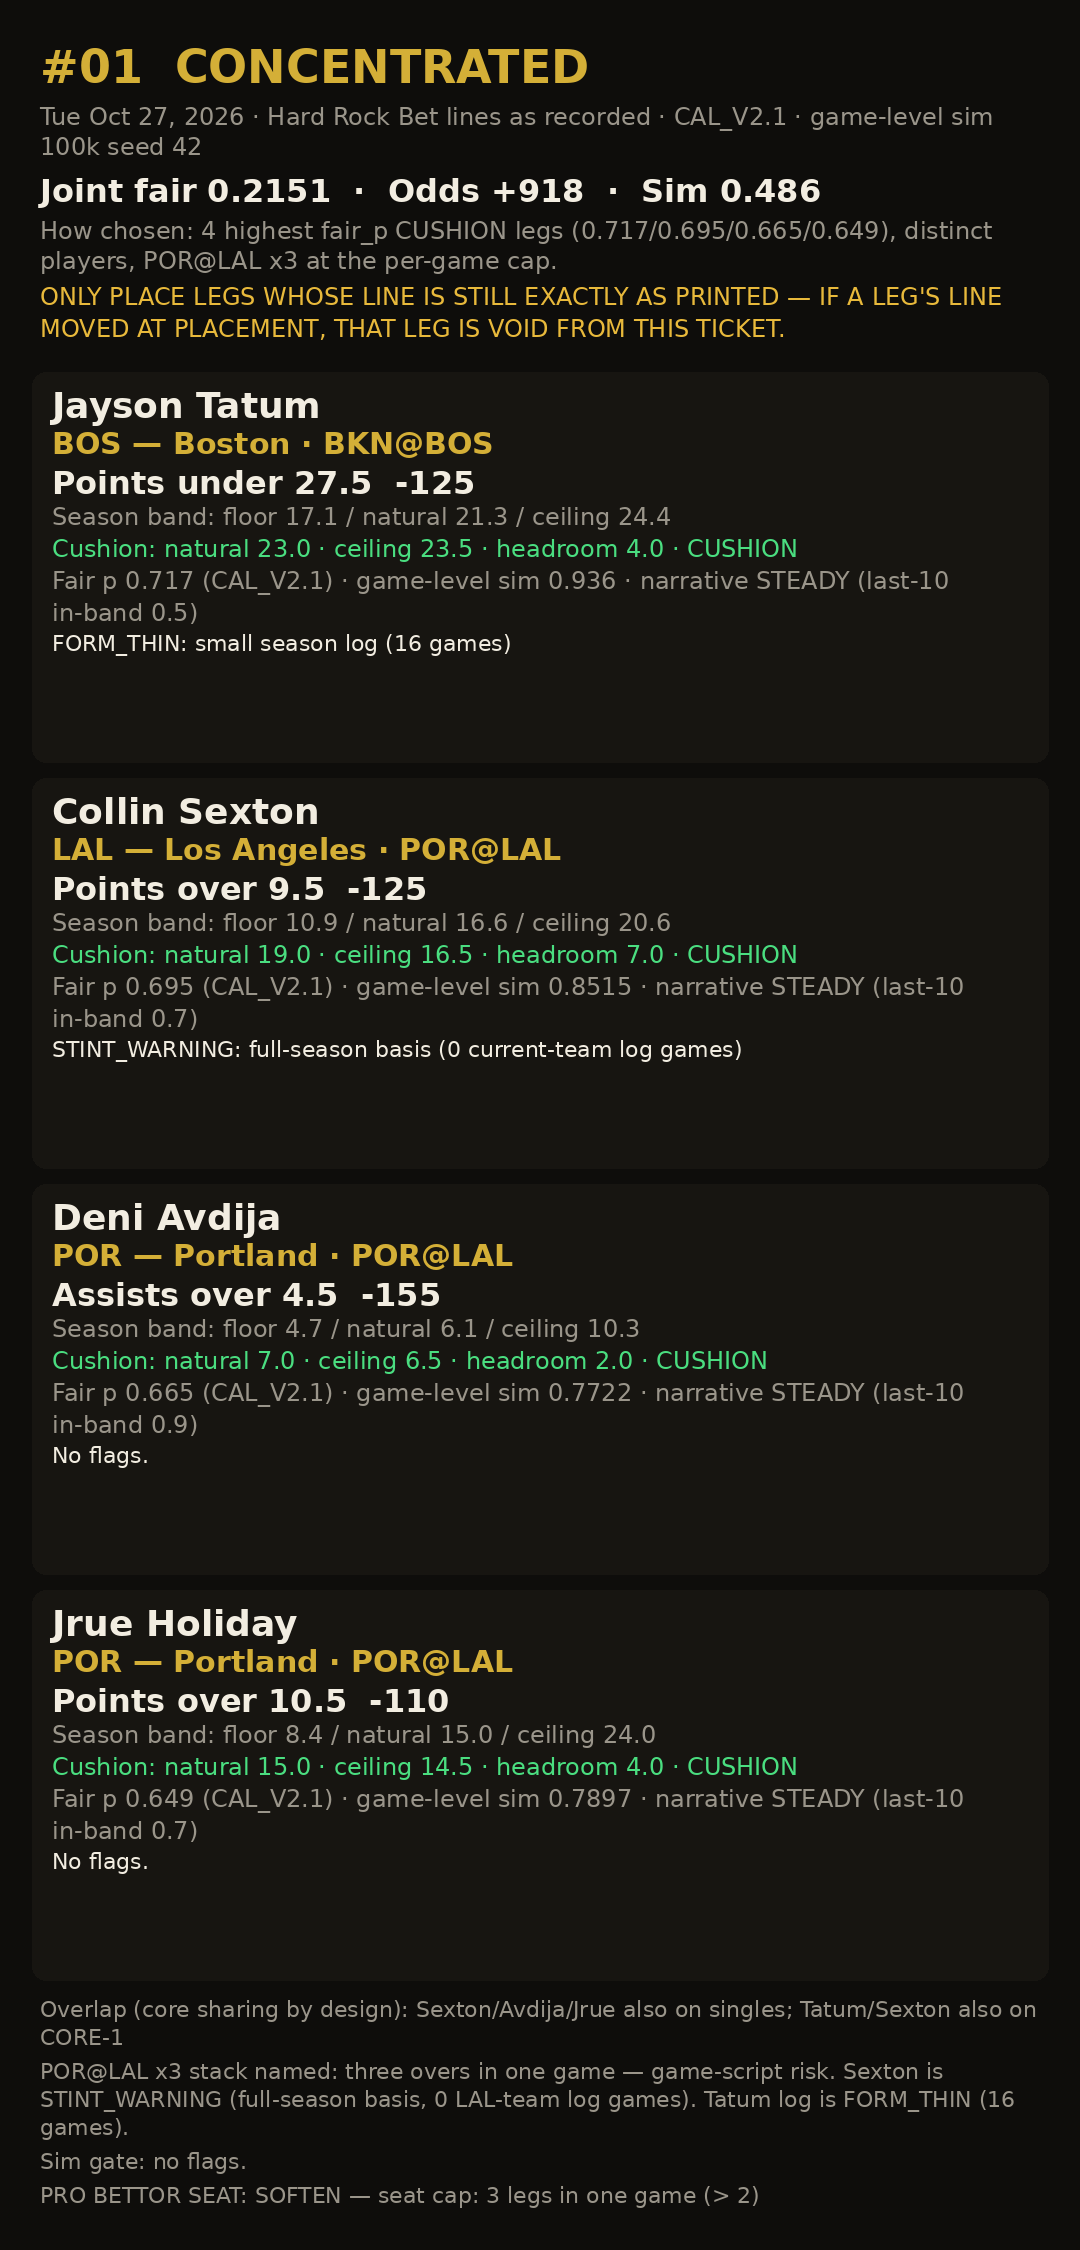 #01  CONCENTRATED
Tue Oct 27, 2026 · Hard Rock Bet lines as recorded · CAL_V2.1 · game-level sim
100k seed 42
Joint fair 0.2151  ·  Odds +918  ·  Sim 0.486
How chosen: 4 highest fair_p CUSHION legs (0.717/0.695/0.665/0.649), distinct
players, POR@LAL x3 at the per-game cap.
ONLY PLACE LEGS WHOSE LINE IS STILL EXACTLY AS PRINTED — IF A LEG'S LINE
MOVED AT PLACEMENT, THAT LEG IS VOID FROM THIS TICKET.
Jayson Tatum
BOS — Boston · BKN@BOS
Points under 27.5  -125
Season band: floor 17.1 / natural 21.3 / ceiling 24.4
Cushion: natural 23.0 · ceiling 23.5 · headroom 4.0 · CUSHION
Fair p 0.717 (CAL_V2.1) · game-level sim 0.936 · narrative STEADY (last-10
in-band 0.5)
FORM_THIN: small season log (16 games)
Collin Sexton
LAL — Los Angeles · POR@LAL
Points over 9.5  -125
Season band: floor 10.9 / natural 16.6 / ceiling 20.6
Cushion: natural 19.0 · ceiling 16.5 · headroom 7.0 · CUSHION
Fair p 0.695 (CAL_V2.1) · game-level sim 0.8515 · narrative STEADY (last-10
in-band 0.7)
STINT_WARNING: full-season basis (0 current-team log games)
Deni Avdija
POR — Portland · POR@LAL
Assists over 4.5  -155
Season band: floor 4.7 / natural 6.1 / ceiling 10.3
Cushion: natural 7.0 · ceiling 6.5 · headroom 2.0 · CUSHION
Fair p 0.665 (CAL_V2.1) · game-level sim 0.7722 · narrative STEADY (last-10
in-band 0.9)
No flags.
Jrue Holiday
POR — Portland · POR@LAL
Points over 10.5  -110
Season band: floor 8.4 / natural 15.0 / ceiling 24.0
Cushion: natural 15.0 · ceiling 14.5 · headroom 4.0 · CUSHION
Fair p 0.649 (CAL_V2.1) · game-level sim 0.7897 · narrative STEADY (last-10
in-band 0.7)
No flags.
Overlap (core sharing by design): Sexton/Avdija/Jrue also on singles; Tatum/Sexton also on
CORE-1
POR@LAL x3 stack named: three overs in one game — game-script risk. Sexton is
STINT_WARNING (full-season basis, 0 LAL-team log games). Tatum log is FORM_THIN (16
games).
Sim gate: no flags.
PRO BETTOR SEAT: SOFTEN — seat cap: 3 legs in one game (> 2)